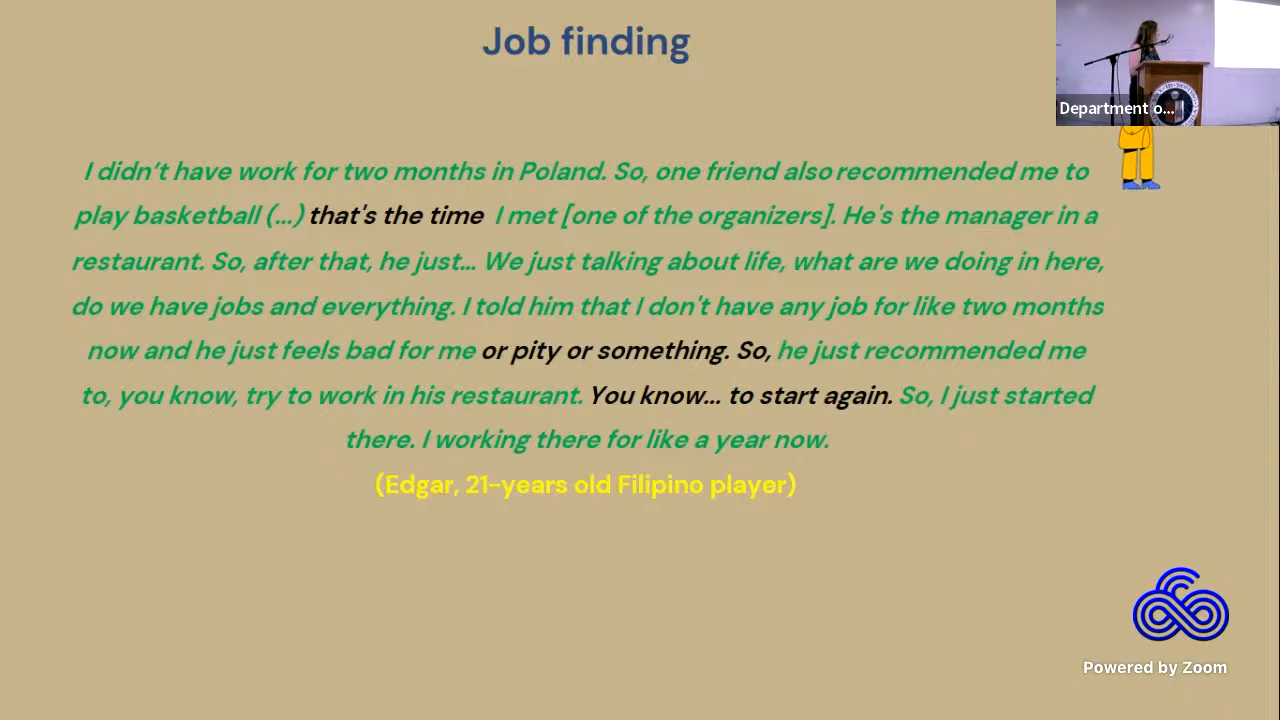 Job finding
Department o...
I didn't have work for two months in Poland. So, one friend also recommended me to
play basketball (...) that's the time I met [one of the organizers]. He's the manager in a
restaurant. So, after that, he just... We just talking about life, what are we doing in here,
do we have jobs and everything. I told him that I don't have any job for like two months
now and he just feels bad for me or pity or something. So, he just recommended me
to, you know, try to work in his restaurant. You know... to start again. So, I just started
there. I working there for like a year now.
(Edgar, 21-years old Filipino player)
Powered by Zoom